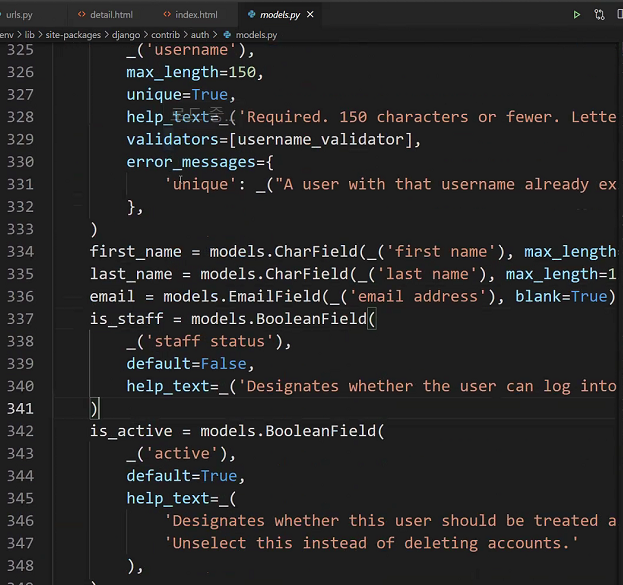 urls.py <> detail.html <> index.html models.py ×
env > lib > site-packages > django > contrib > auth > models.py
325 _('username'),
326 max_length=150,
327 unique=True,
328 help_text=_('Required. 150 characters or fewer. Lette
329 validators=[username_validator],
330 error_messages={
331 'unique': _("A user with that username already ex
332 },
333 )
334 first_name = models.CharField(_('first name'), max_length
335 last_name = models.CharField(_('last name'), max_length=1
336 email = models.EmailField(_('email address'), blank=True)
337 is_staff = models.BooleanField(
338 _('staff status'),
339 default=False,
340 help_text=_('Designates whether the user can log into
341 )
342 is_active = models.BooleanField(
343 _('active'),
344 default=True,
345 help_text=_(
346 'Designates whether this user should be treated a
347 'Unselect this instead of deleting accounts.'
348 ),